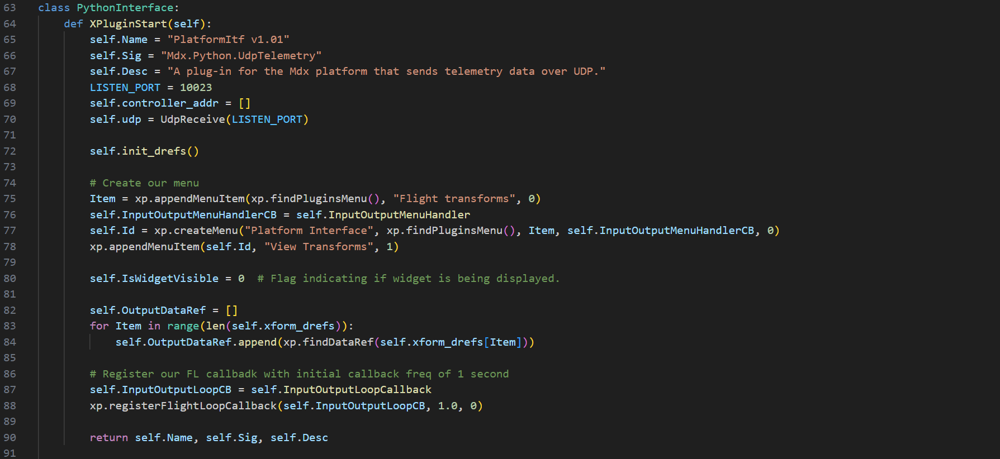 63 class PythonInterface:
64     def XPluginStart(self):
65         self.Name = "PlatformItf v1.01"
66         self.Sig = "Mdx.Python.UdpTelemetry"
67         self.Desc = "A plug-in for the Mdx platform that sends telemetry data over UDP."
68         LISTEN_PORT = 10023
69         self.controller_addr = []
70         self.udp = UdpReceive(LISTEN_PORT)
71
72         self.init_drefs()
73
74         # Create our menu
75         Item = xp.appendMenuItem(xp.findPluginsMenu(), "Flight transforms", 0)
76         self.InputOutputMenuHandlerCB = self.InputOutputMenuHandler
77         self.Id = xp.createMenu("Platform Interface", xp.findPluginsMenu(), Item, self.InputOutputMenuHandlerCB, 0)
78         xp.appendMenuItem(self.Id, "View Transforms", 1)
79
80         self.IsWidgetVisible = 0  # Flag indicating if widget is being displayed.
81
82         self.OutputDataRef = []
83         for Item in range(len(self.xform_drefs)):
84             self.OutputDataRef.append(xp.findDataRef(self.xform_drefs[Item]))
85
86         # Register our FL callbadk with initial callback freq of 1 second
87         self.InputOutputLoopCB = self.InputOutputLoopCallback
88         xp.registerFlightLoopCallback(self.InputOutputLoopCB, 1.0, 0)
89
90         return self.Name, self.Sig, self.Desc
91